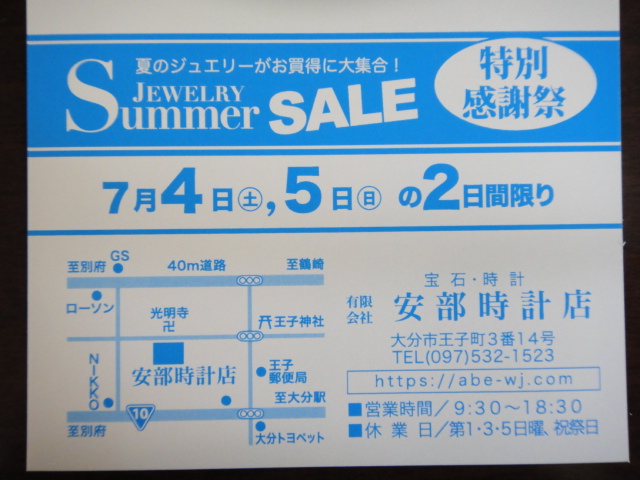 夏のジュエリーがお買得に大集合！
JEWELRY
Summer SALE
特別
感謝祭
7月4日㊏,5日㊐の2日間限り
GS
至別府
40m道路
至鶴崎
ローソン
光明寺
卍
王子神社
NIKKO
安部時計店
王子
郵便局
至大分駅
至別府
10
大分トヨペット
宝石・時計
有限
会社
安部時計店
大分市王子町3番14号
TEL(097)532-1523
https://abe-wj.com
■営業時間／9:30〜18:30
■休業日／第1・3・5日曜、祝祭日